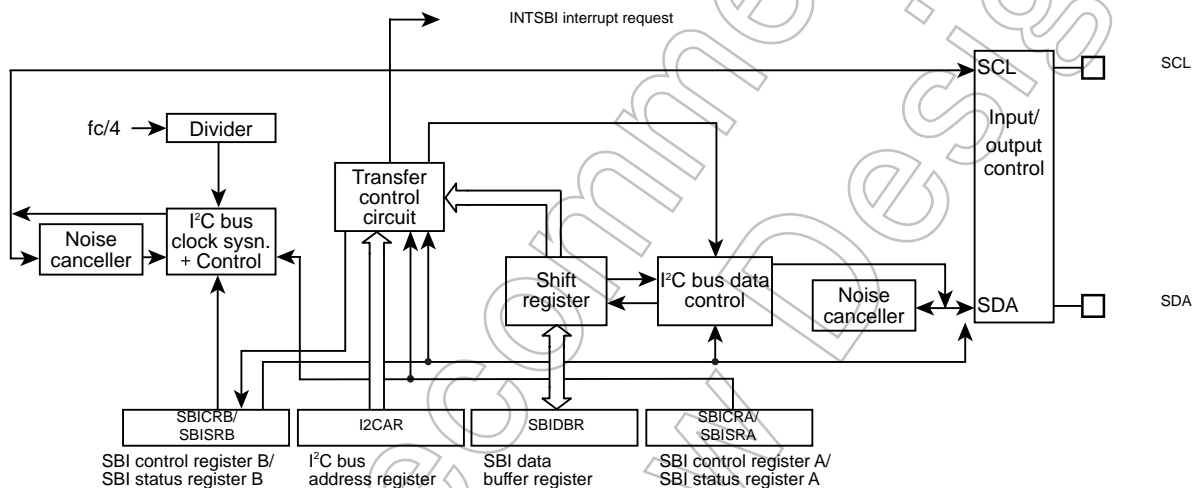 INTSBI interrupt request
SCL
SCL
fc/4
Divider
Input/
output
control
Transfer
control
circuit
I²C bus
clock sysn.
+ Control
Noise
canceller
Shift
register
I²C bus data
control
Noise
canceller
SDA
SDA
SBICRB/
SBISRB
I2CAR
SBIDBR
SBICRA/
SBISRA
SBI control register B/
SBI status register B
I²C bus
address register
SBI data
buffer register
SBI control register A/
SBI status register A
ecomme
w Desig